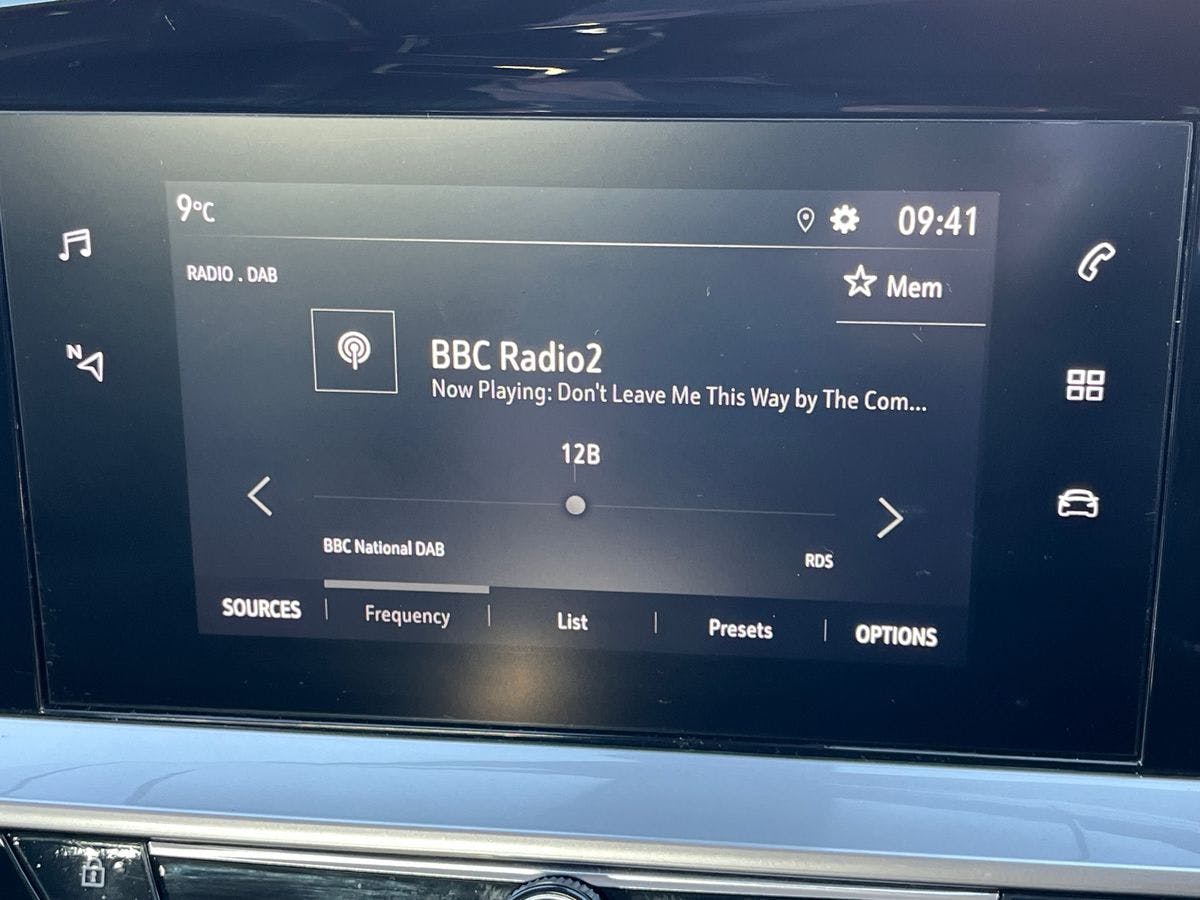 9°C
09:41
RADIO . DAB
Mem
BBC Radio2
Now Playing: Don't Leave Me This Way by The Com...
N
12B
BBC National DAB
RDS
SOURCES
Frequency
List
Presets
OPTIONS